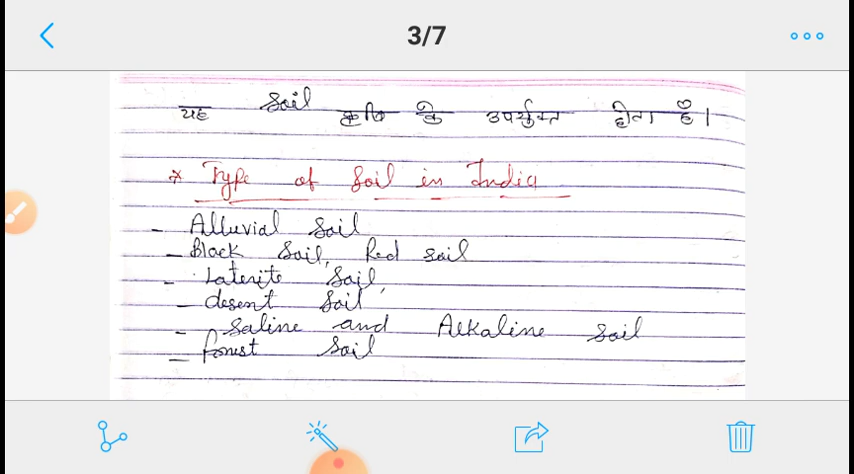 3/7
यह Soil कृषि के उपर्युक्त होता है।
* Type of Soil in India
- Alluvial Soil
- Black Soil, Red Soil
- Laterite Soil,
- desert Soil
- Saline and Alkaline Soil
- forest Soil